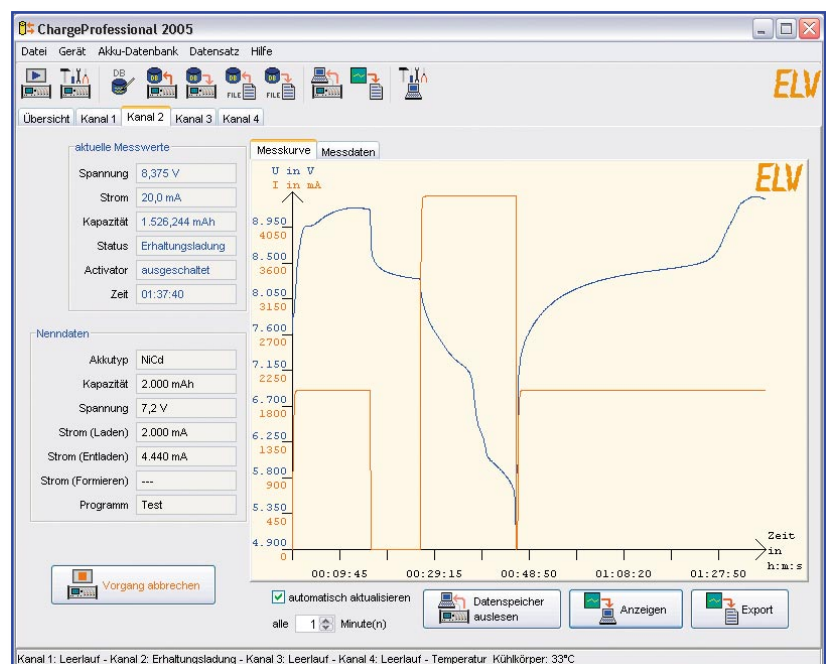 ChargeProfessional 2005
Datei Gerät Akku-Datenbank Datensatz Hilfe
DB DB DB DB DB
FILE FILE
ELV
Übersicht Kanal 1 Kanal 2 Kanal 3 Kanal 4
aktuelle Messwerte
Spannung 8,375 V
Strom 20,0 mA
Kapazität 1.526,244 mAh
Status Erhaltungsladung
Activator ausgeschaltet
Zeit 01:37:40
Nenndaten
Akkutyp NiCd
Kapazität 2.000 mAh
Spannung 7,2 V
Strom (Laden) 2.000 mA
Strom (Entladen) 4.440 mA
Strom (Formieren) ---
Programm Test
Vorgang abbrechen
Messkurve Messdaten
U in V
I in mA
ELV
8.950
4050
8.500
3600
8.050
3150
7.600
2700
7.150
2250
6.700
1800
6.250
1350
5.800
900
5.350
450
4.900
0
Zeit
in
h:m:s
00:09:45 00:29:15 00:48:50 01:08:20 01:27:50
automatisch aktualisieren
alle 1 Minute(n)
Datenspeicher
auslesen
Anzeigen
Export
Kanal 1: Leerlauf - Kanal 2: Erhaltungsladung - Kanal 3: Leerlauf - Kanal 4: Leerlauf - Temperatur Kühlkörper: 33°C